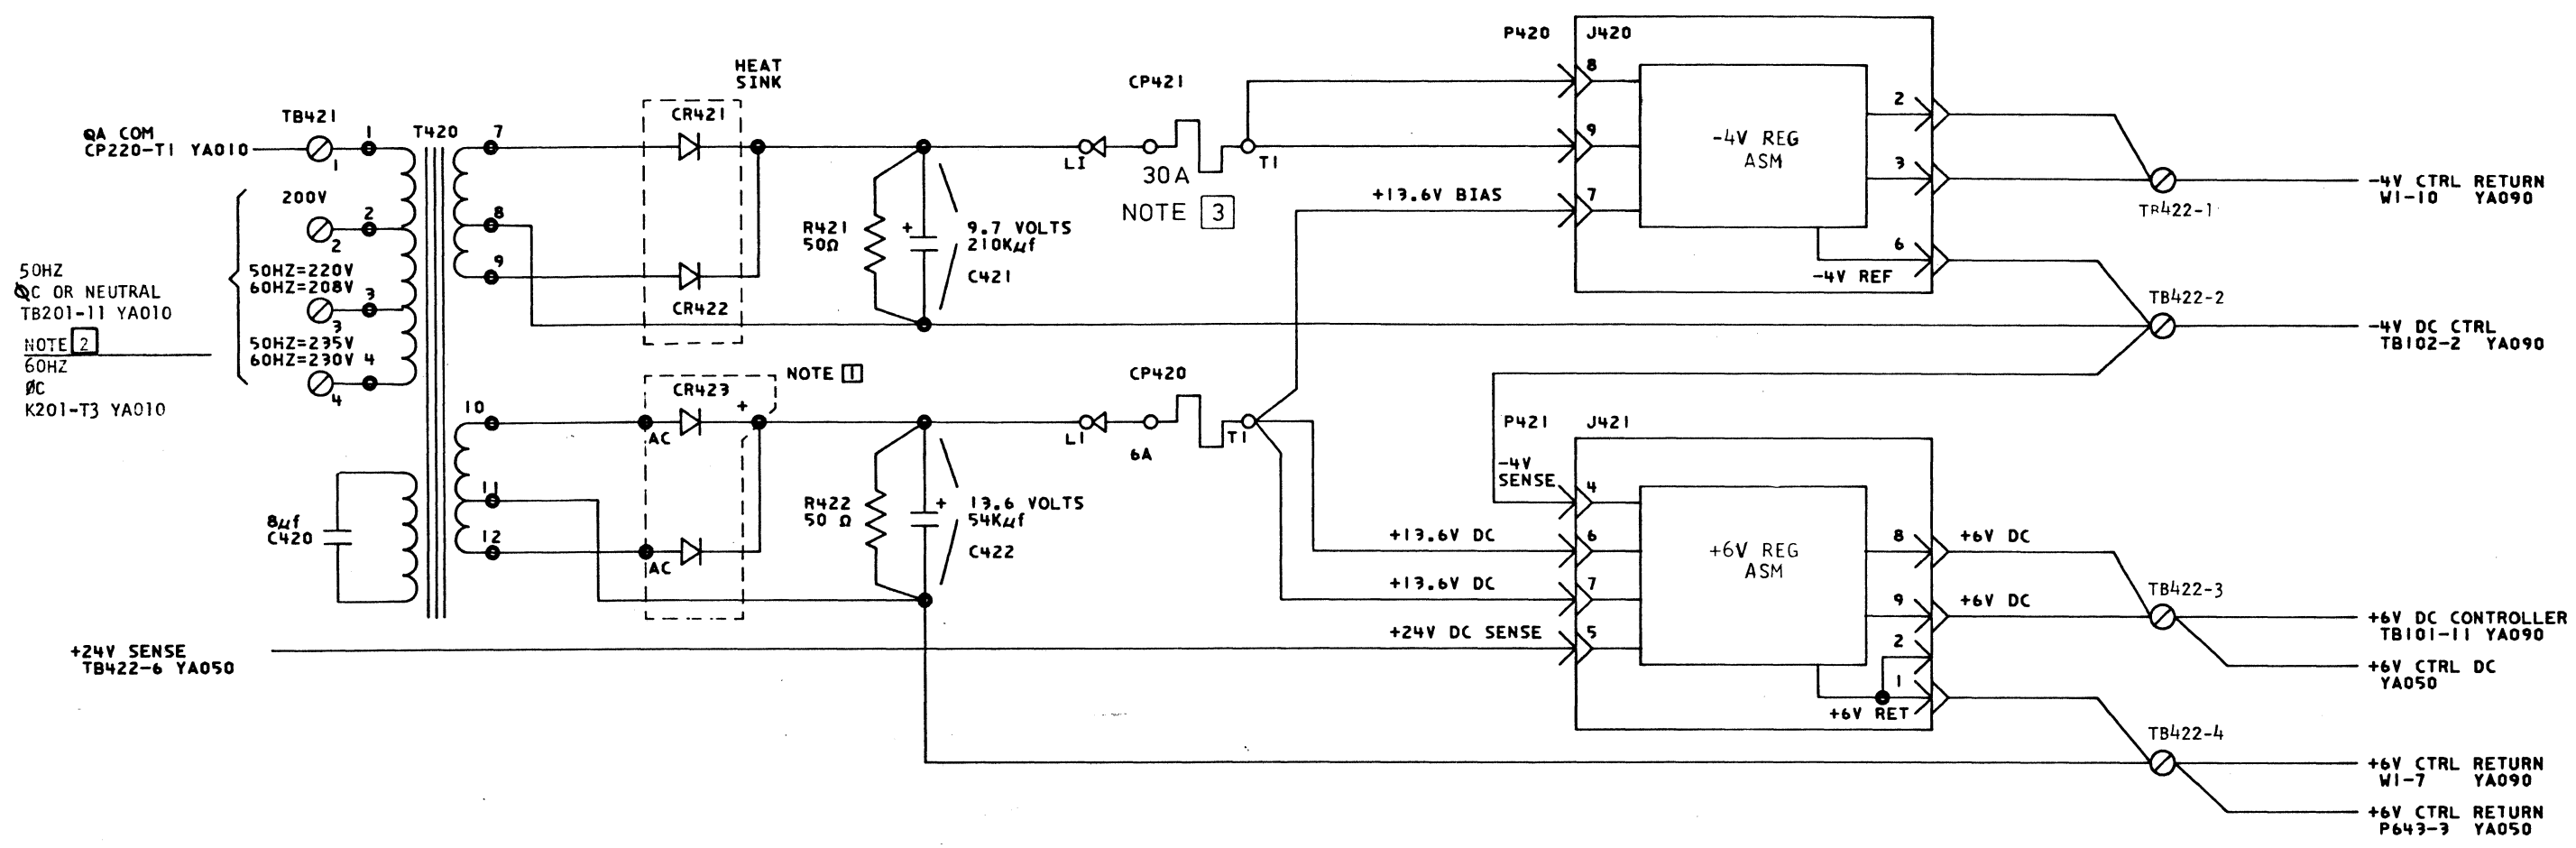 ØA COM
CP220-T1 YA010
TB421
1
1
200V
2
2
50HZ=220V
60HZ=208V
3
3
50HZ=235V
60HZ=230V 4
4
50HZ
ØC OR NEUTRAL
TB201-11 YA010
NOTE 2
60HZ
ØC
K201-T3 YA010
T420
7
8
9
10
11
12
8µf
C420
+24V SENSE
TB422-6 YA050
HEAT
SINK
CR421
CR422
NOTE 1
CR423
+
AC
AC
R421
50Ω
+
9.7 VOLTS
210Kµf
C421
R422
50 Ω
+
13.6 VOLTS
54Kµf
C422
CP421
LI
30A
T1
NOTE 3
CP420
L1
6A
T1
+13.6V BIAS
+13.6V DC
+13.6V DC
+24V DC SENSE
-4V
SENSE
P420
J420
8
9
7
-4V REG
ASM
2
3
6
-4V REF
P421
J421
4
6
7
5
+6V REG
ASM
8
9
2
1
+6V RET
+6V DC
+6V DC
TB422-1
-4V CTRL RETURN
W1-10 YA090
TB422-2
-4V DC CTRL
TB102-2 YA090
TB422-3
+6V DC CONTROLLER
TB101-11 YA090
+6V CTRL DC
YA050
TB422-4
+6V CTRL RETURN
W1-7 YA090
+6V CTRL RETURN
P643-3 YA050